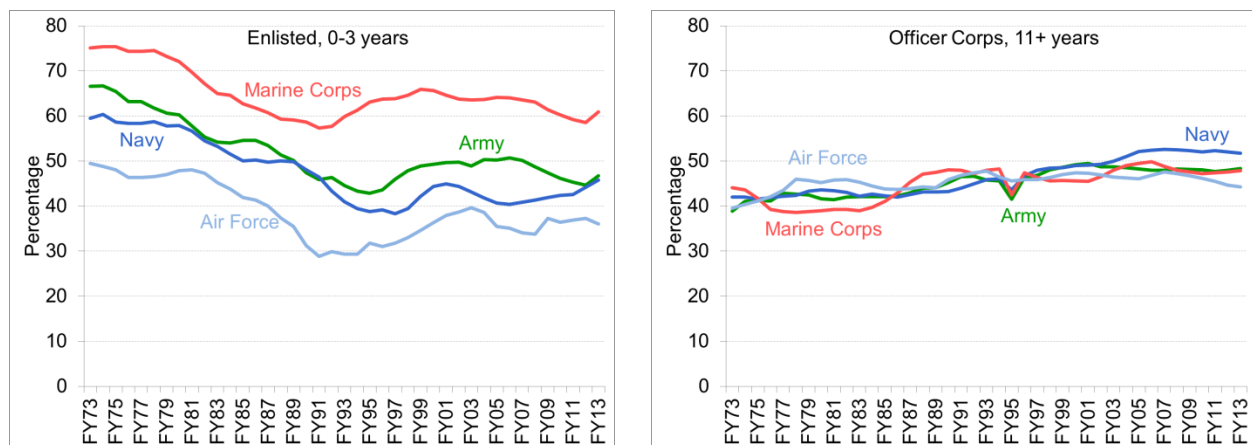 Enlisted, 0-3 years
Percentage
80
70
60
50
40
30
20
10
0
Marine Corps
Navy
Army
Air Force
FY73
FY75
FY77
FY79
FY81
FY83
FY85
FY87
FY89
FY91
FY93
FY95
FY97
FY99
FY01
FY03
FY05
FY07
FY09
FY11
FY13
Officer Corps, 11+ years
Percentage
80
70
60
50
40
30
20
10
0
Navy
Air Force
Marine Corps
Army
FY73
FY75
FY77
FY79
FY81
FY83
FY85
FY87
FY89
FY91
FY93
FY95
FY97
FY99
FY01
FY03
FY05
FY07
FY09
FY11
FY13